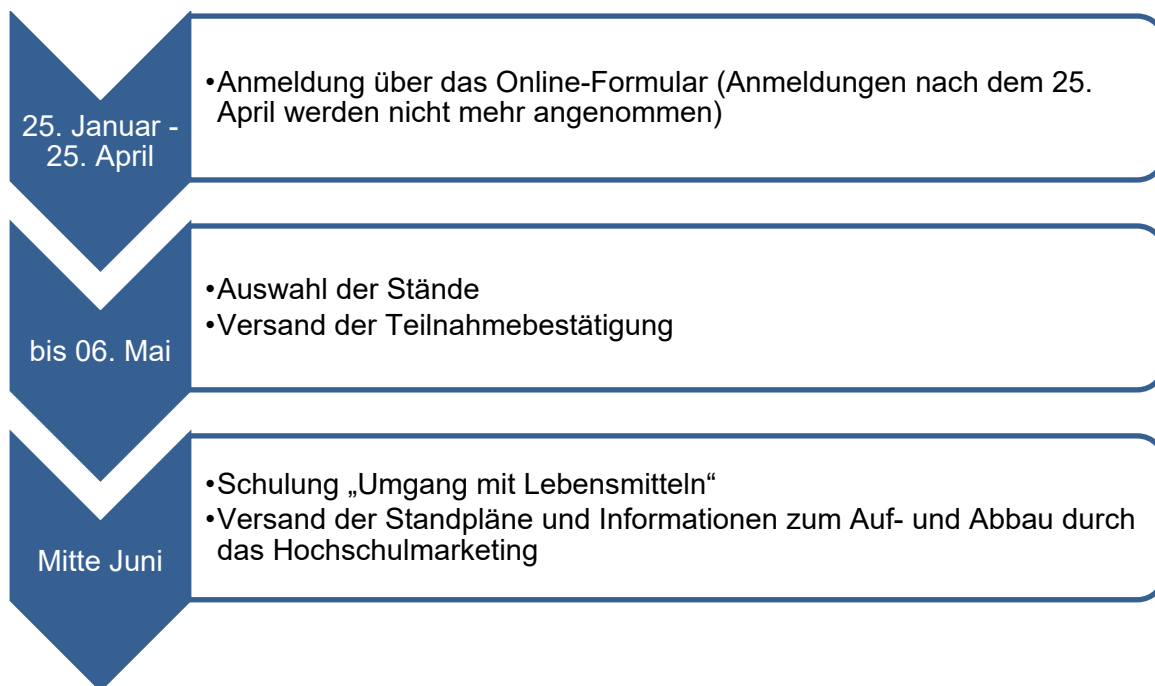 25. Januar -
25. April
•Anmeldung über das Online-Formular (Anmeldungen nach dem 25.
April werden nicht mehr angenommen)
bis 06. Mai
•Auswahl der Stände
•Versand der Teilnahmebestätigung
Mitte Juni
•Schulung „Umgang mit Lebensmitteln“
•Versand der Standpläne und Informationen zum Auf- und Abbau durch
das Hochschulmarketing